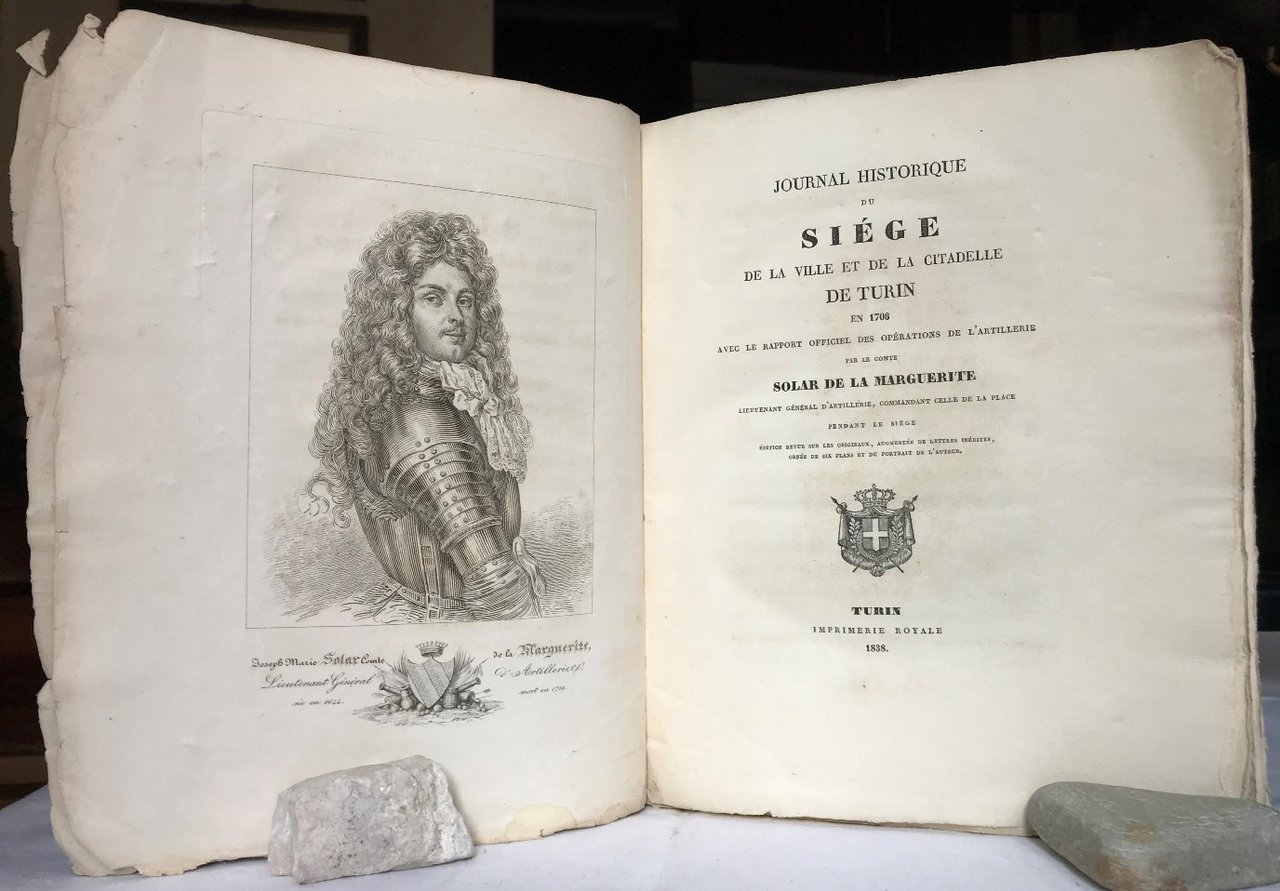 Joseph Marie Solar Comte de la Marguerite,
Lieutenant Général d'Artillerie &.
né en 1644. mort en 1719
JOURNAL HISTORIQUE
DU
SIÉGE
DE LA VILLE ET DE LA CITADELLE
DE TURIN
EN 1706
AVEC LE RAPPORT OFFICIEL DES OPÉRATIONS DE L'ARTILLERIE
PAR LE COMTE
SOLAR DE LA MARGUERITE
LIEUTENANT GÉNÉRAL D'ARTILLERIE, COMMANDANT CELLE DE LA PLACE
PENDANT LE SIÉGE
ÉDITION REVUE SUR LES ORIGINAUX, AUGMENTÉE DE LETTRES INÉDITES,
ORNÉE DE SIX PLANS ET DU PORTRAIT DE L'AUTEUR.
TURIN
IMPRIMERIE ROYALE
1838.